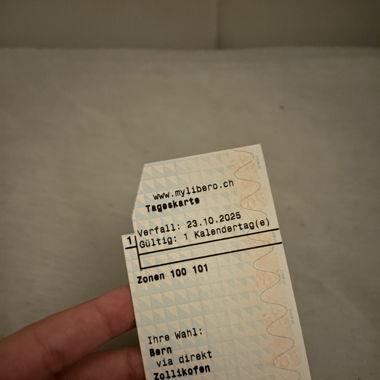 www.mylibero.ch
Tageskarte
Verfall: 23.10.2025
1 Gültig: 1 Kalendertag(e)
Zonen 100 101
Ihre Wahl:
Bern
via direkt
Zollikofen